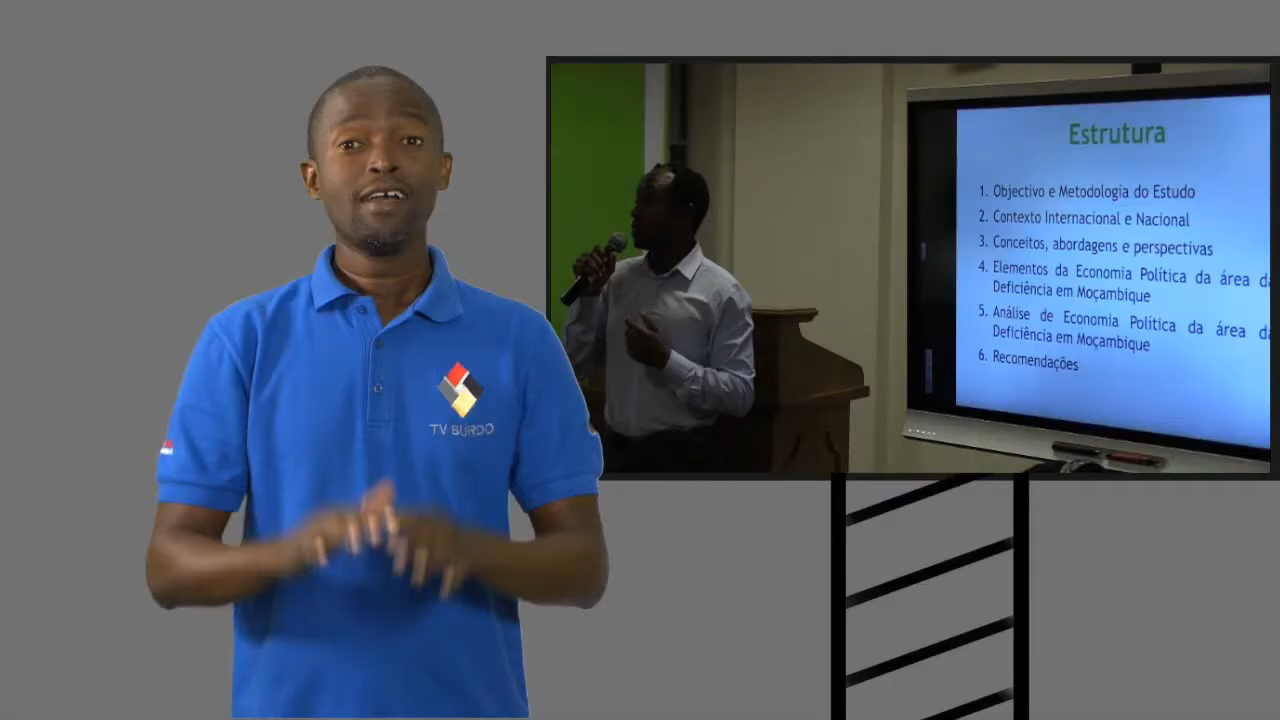 TV SURDO
Estrutura
1. Objectivo e Metodologia do Estudo
2. Contexto Internacional e Nacional
3. Conceitos, abordagens e perspectivas
4. Elementos da Economia Política da área da
Deficiência em Moçambique
5. Análise de Economia Política da área da
Deficiência em Moçambique
6. Recomendações